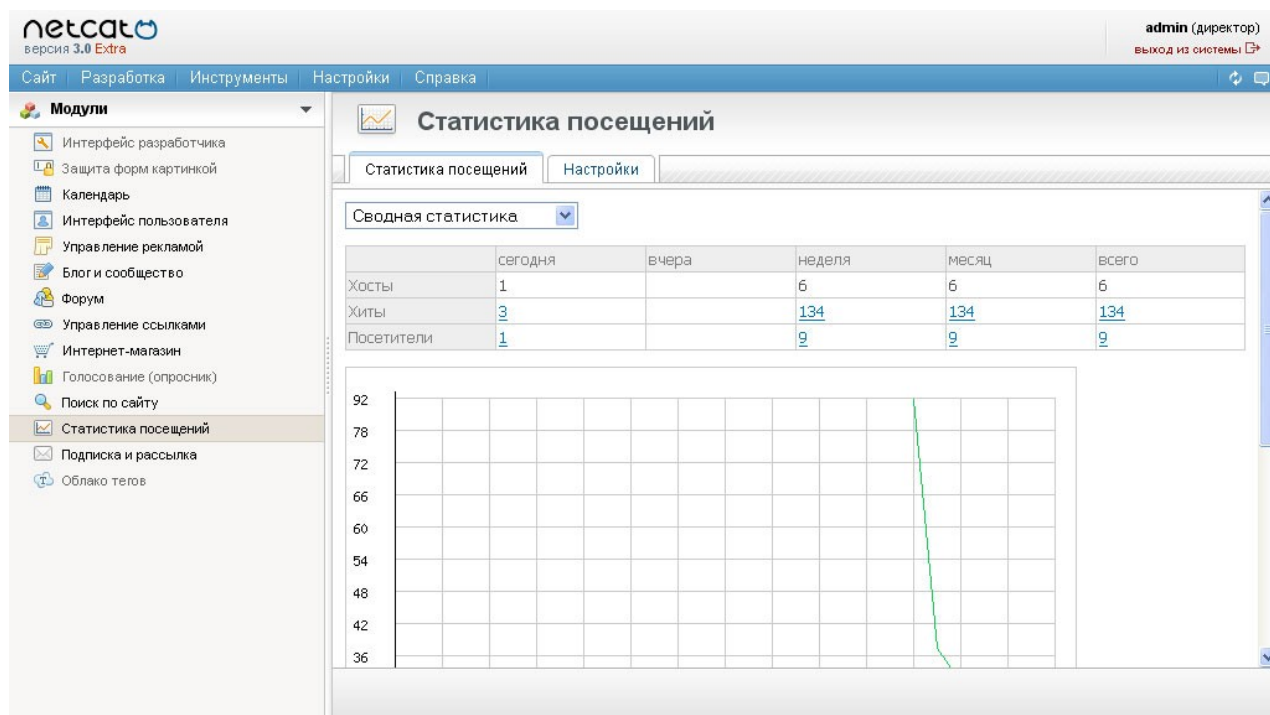 netcat
версия 3.0 Extra
admin (директор)
выход из системы
Сайт Разработка Инструменты Настройки Справка
Модули
Интерфейс разработчика
Защита форм картинкой
Календарь
Интерфейс пользователя
Управление рекламой
Блог и сообщество
Форум
Управление ссылками
Интернет-магазин
Голосование (опросник)
Поиск по сайту
Статистика посещений
Подписка и рассылка
Облако тегов
Статистика посещений
Статистика посещений Настройки
Сводная статистика
сегодня вчера неделя месяц всего
Хосты 1 6 6 6
Хиты 3 134 134 134
Посетители 1 9 9 9
92
78
72
66
60
54
48
42
36